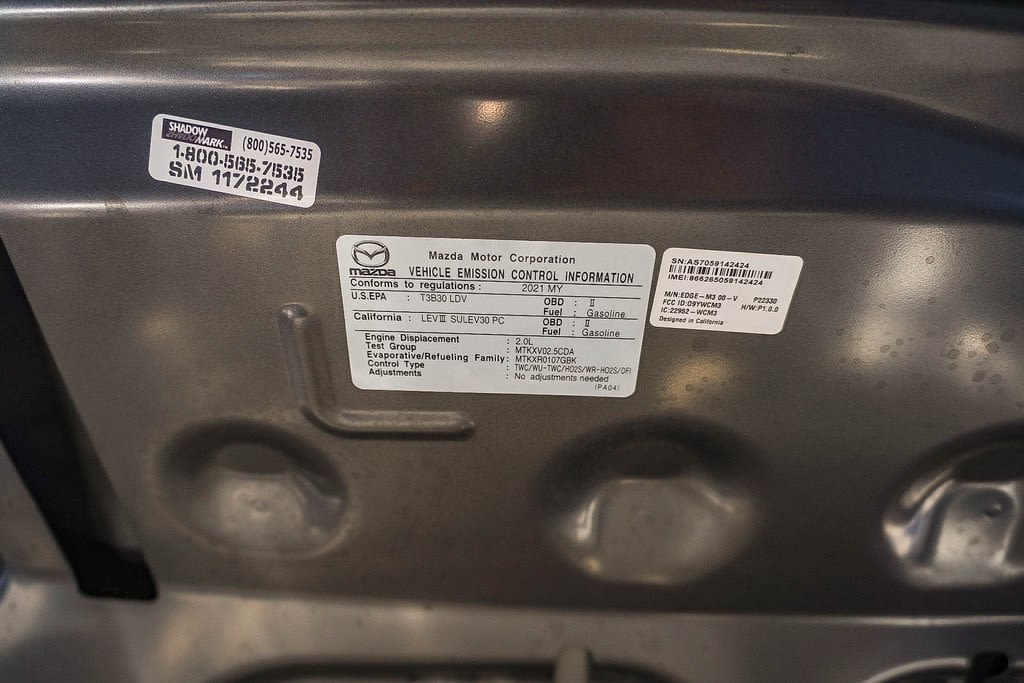 SHADOW
MARK
(800)565-7535
1-800-565-7535
SM 1172244
mazda
Mazda Motor Corporation
VEHICLE EMISSION CONTROL INFORMATION
Conforms to regulations : 2021 MY
U.S.EPA : T3B30 LDV OBD : II
Fuel : Gasoline
California : LEVⅢ SULEV30 PC OBD : II
Fuel : Gasoline
Engine Displacement : 2.0L
Test Group : MTKXV02.5CDA
Evaporative/Refueling Family : MTKXR0107GBK
Control Type : TWC/WU-TWC/HO2S/WR-HO2S/DFI
Adjustments : No adjustments needed
(PA04)
SN:AS7059142424
IMEI:866265059142424
M/N:EDGE-M3 00-V P22330
FCC ID:O9YWCM3 H/W:P1.0.0
IC:22952-WCM3
Designed in California